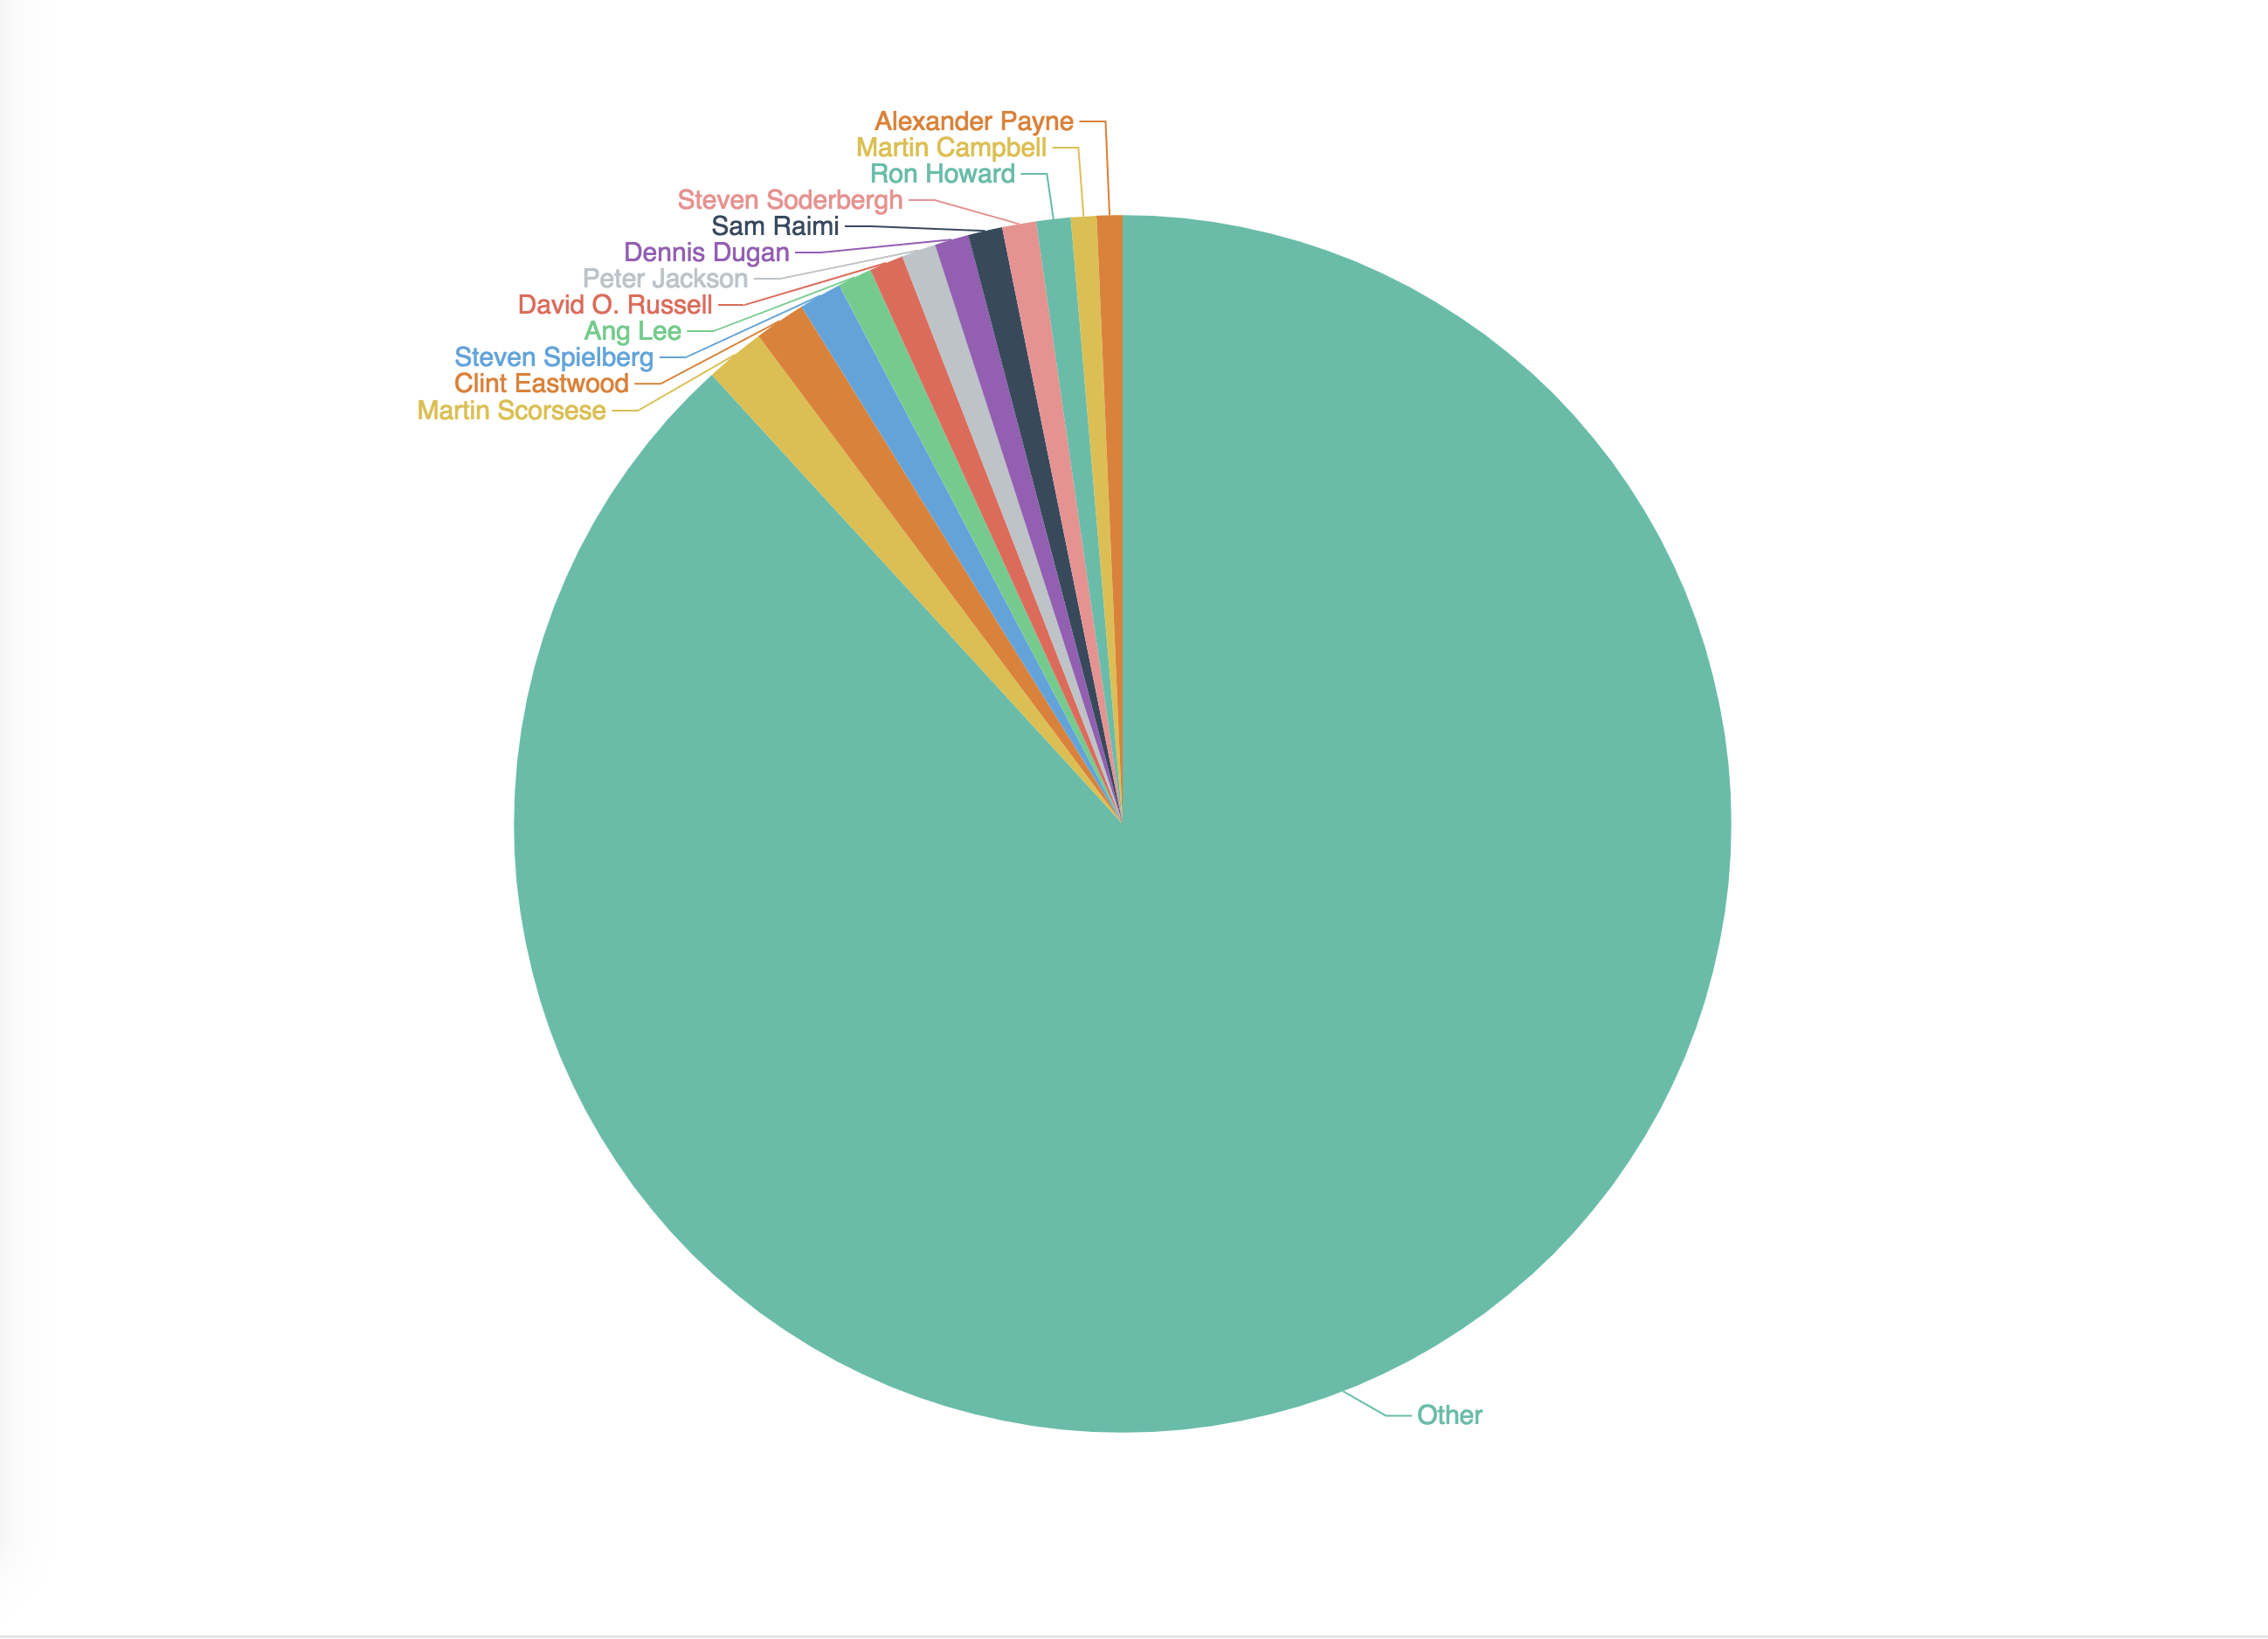 Alexander Payne
Martin Campbell
Ron Howard
Steven Soderbergh
Sam Raimi
Dennis Dugan
Peter Jackson
David O. Russell
Ang Lee
Steven Spielberg
Clint Eastwood
Martin Scorsese
Other